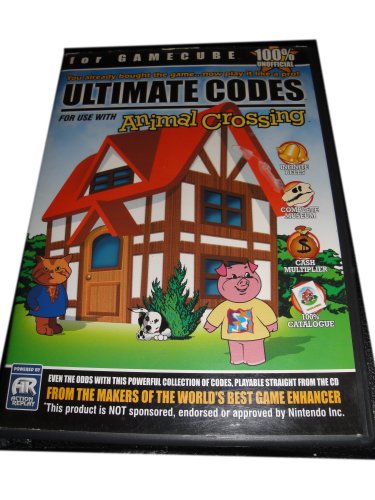 for GAMECUBE
100%
UNOFFICIAL
You already bought the game...now play it like a pro!
ULTIMATE CODES
FOR USE WITH Animal Crossing
INFINITE
BELLS
COMPLETE
MUSEUM
$
CASH
MULTIPLIER
100%
CATALOGUE
POWERED BY
AR
ACTION
REPLAY
EVEN THE ODDS WITH THIS POWERFUL COLLECTION OF CODES, PLAYABLE STRAIGHT FROM THE CD
FROM THE MAKERS OF THE WORLD'S BEST GAME ENHANCER
*This product is NOT sponsored, endorsed or approved by Nintendo Inc.